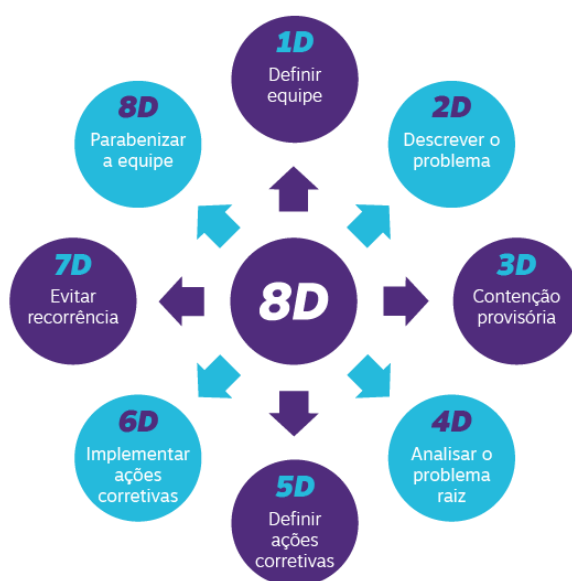 1D
Definir
equipe
2D
Descrever o
problema
3D
Contenção
provisória
4D
Analisar o
problema
raiz
5D
Definir
ações
corretivas
6D
Implementar
ações
corretivas
7D
Evitar
recorrência
8D
Parabenizar
a equipe
8D